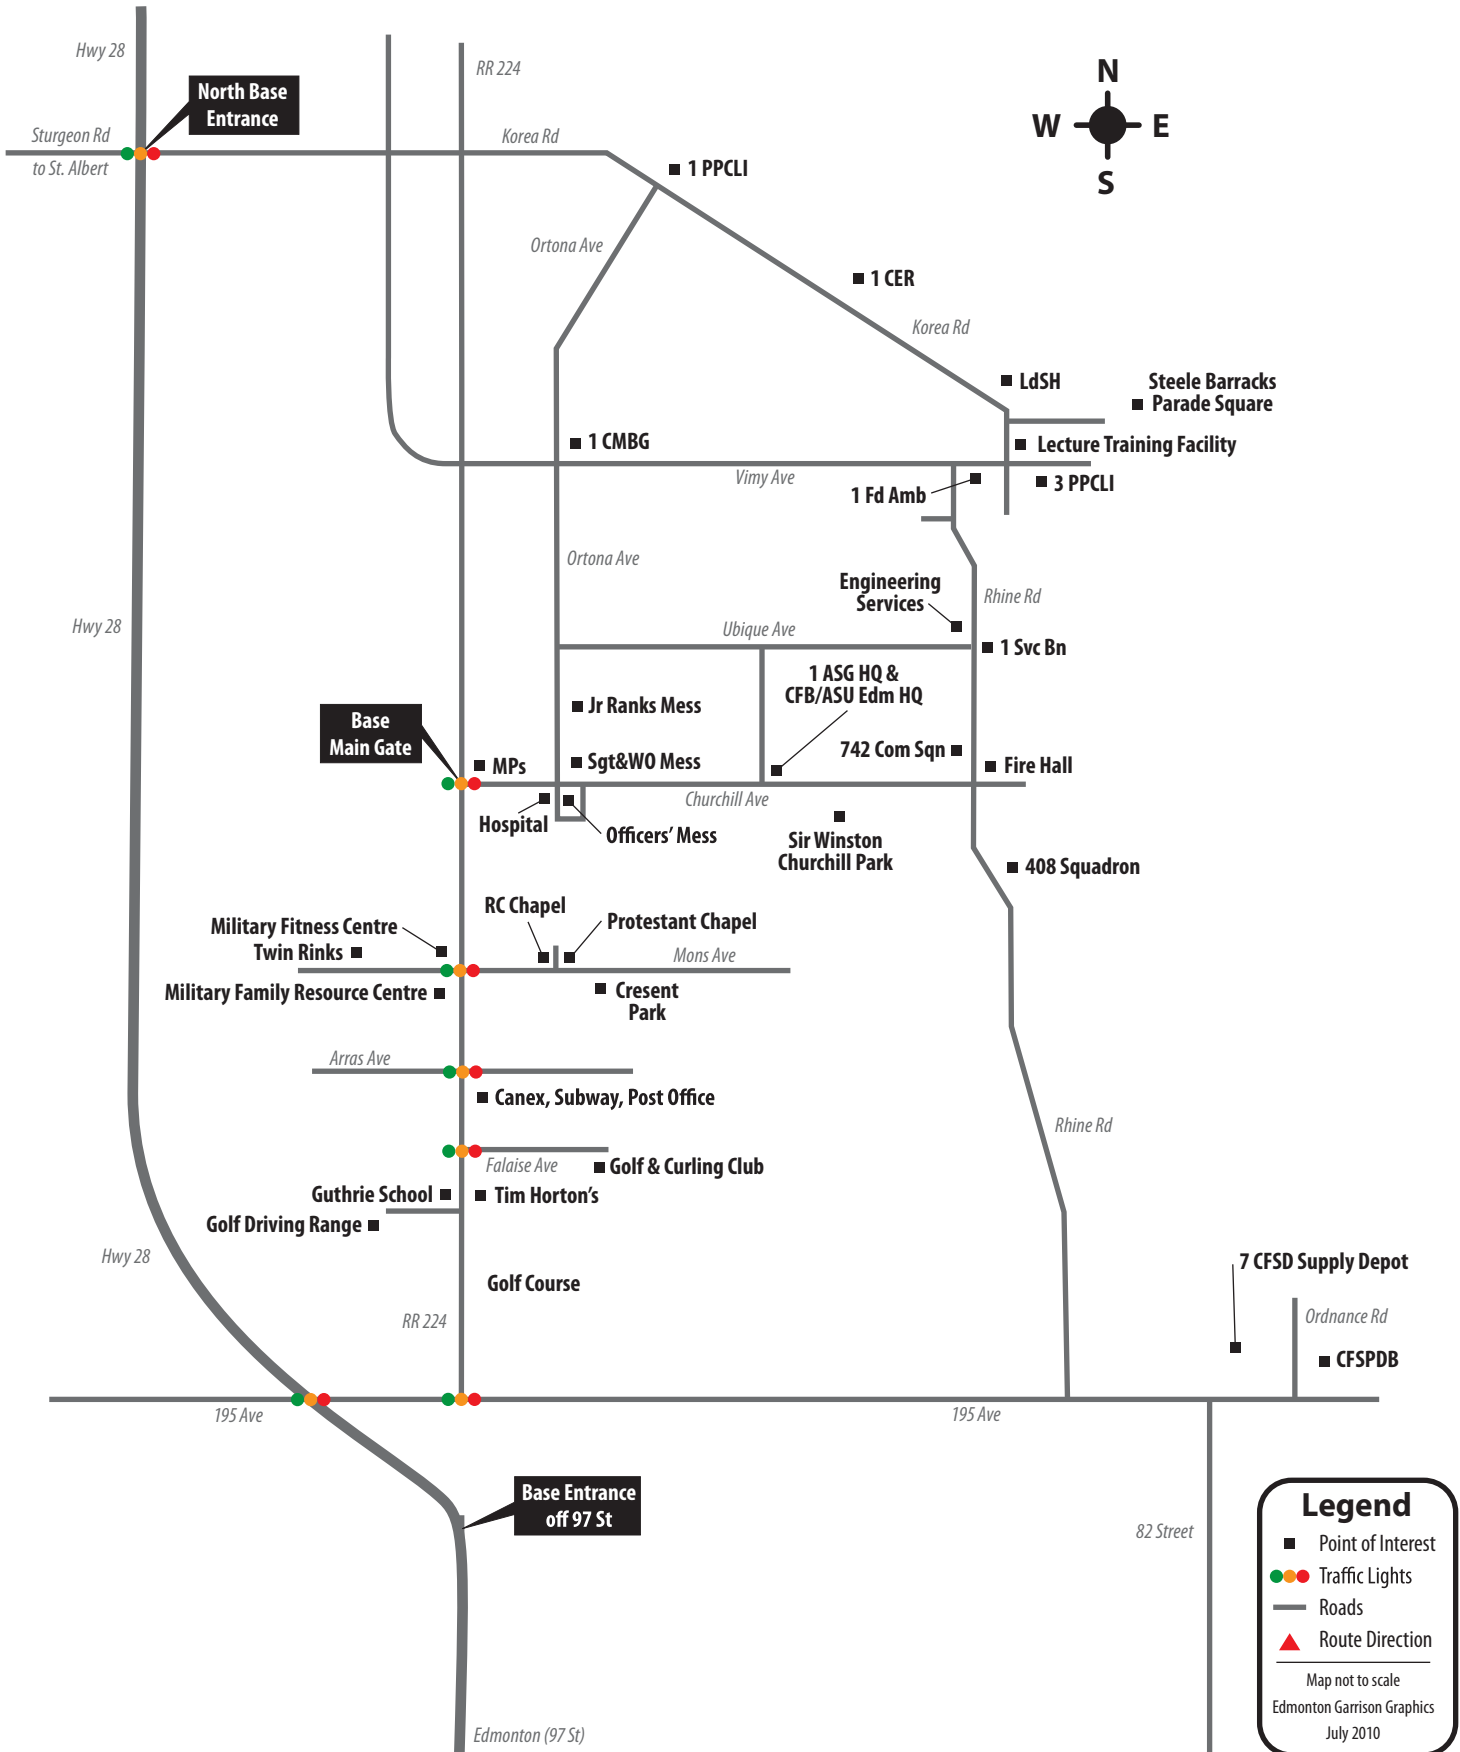 Hwy 28
RR 224
North Base
Entrance
N
W
E
S
Sturgeon Rd
to St. Albert
Korea Rd
1 PPCLI
Ortona Ave
1 CER
Korea Rd
LdSH
Steele Barracks
Parade Square
1 CMBG
Lecture Training Facility
Vimy Ave
1 Fd Amb
3 PPCLI
Ortona Ave
Engineering
Services
Rhine Rd
Hwy 28
Ubique Ave
1 Svc Bn
1 ASG HQ &
CFB/ASU Edm HQ
Jr Ranks Mess
Base
Main Gate
742 Com Sqn
MPs
Sgt&WO Mess
Fire Hall
Churchill Ave
Hospital
Officers' Mess
Sir Winston
Churchill Park
408 Squadron
RC Chapel
Protestant Chapel
Military Fitness Centre
Twin Rinks
Mons Ave
Military Family Resource Centre
Cresent
Park
Arras Ave
Canex, Subway, Post Office
Rhine Rd
Falaise Ave
Golf & Curling Club
Guthrie School
Tim Horton's
Golf Driving Range
Hwy 28
7 CFSD Supply Depot
Golf Course
RR 224
Ordnance Rd
CFSPDB
195 Ave
195 Ave
Base Entrance
off 97 St
82 Street
Legend
Point of Interest
Traffic Lights
Roads
Route Direction
Map not to scale
Edmonton Garrison Graphics
July 2010
Edmonton (97 St)